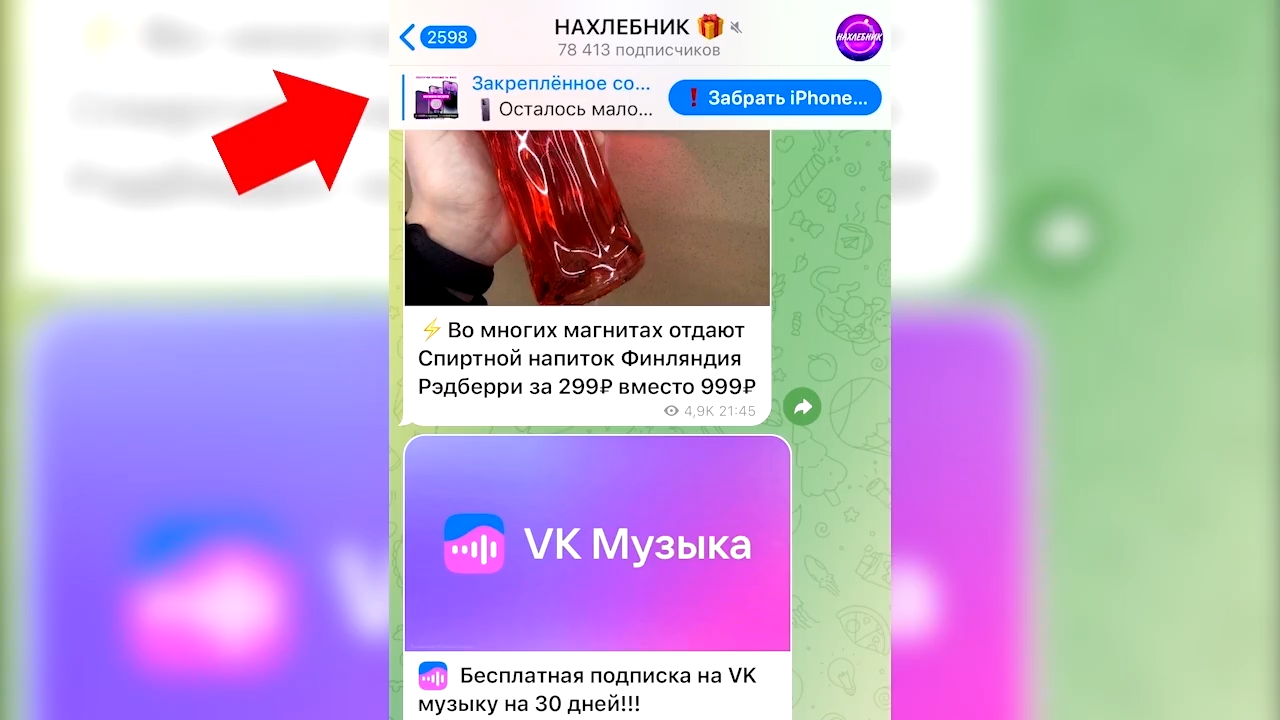 2598
НАХЛЕБНИК 🎁
78 413 подписчиков
НАХЛЕБНИК
Закреплённое со...
Осталось мало...
❗ Забрать iPhone...
⚡ Во многих магнитах отдают
Спиртной напиток Финляндия
Рэдберри за 299₽ вместо 999₽
4,9K 21:45
VK Музыка
Бесплатная подписка на VK
музыку на 30 дней!!!